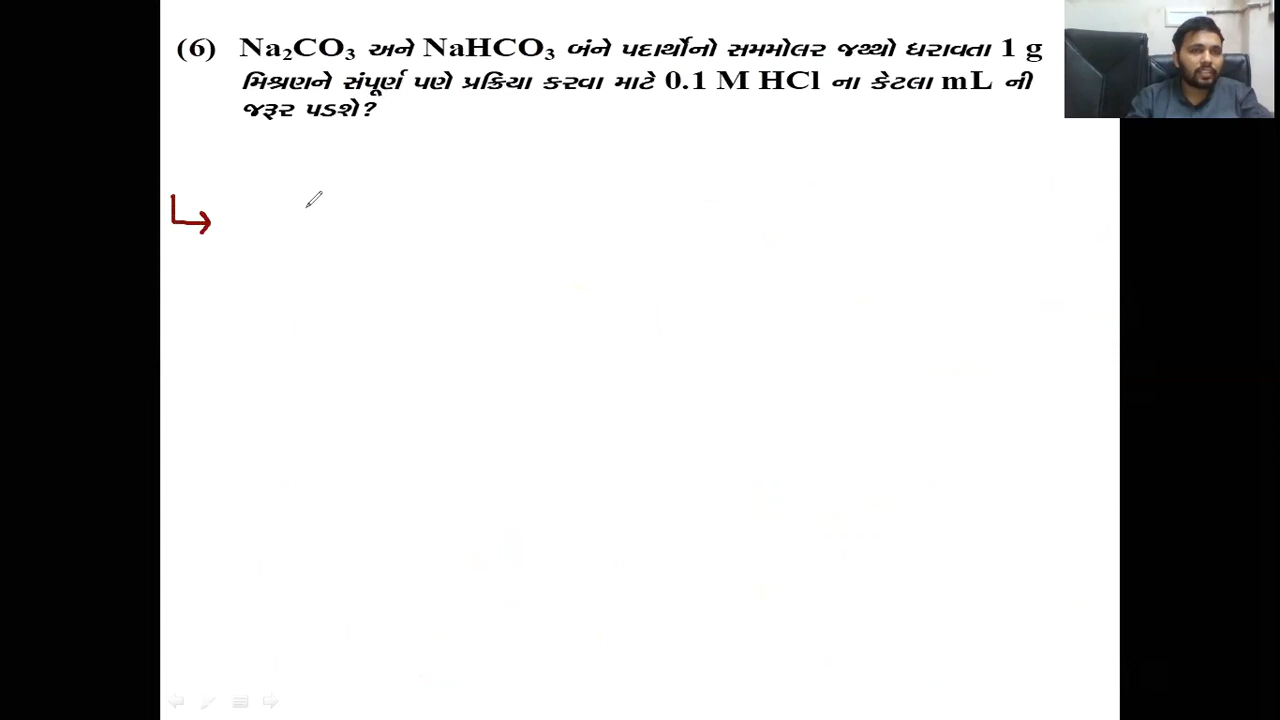 (6) Na₂CO₃ અને NaHCO₃ બંને પદાર્થોનો સમમોલર જથ્થો ધરાવતા 1 g
મિશ્રણને સંપૂર્ણ પણે પ્રક્રિયા કરવા માટે 0.1 M HCl ના કેટલા mL ની
જરૂર પડશે?